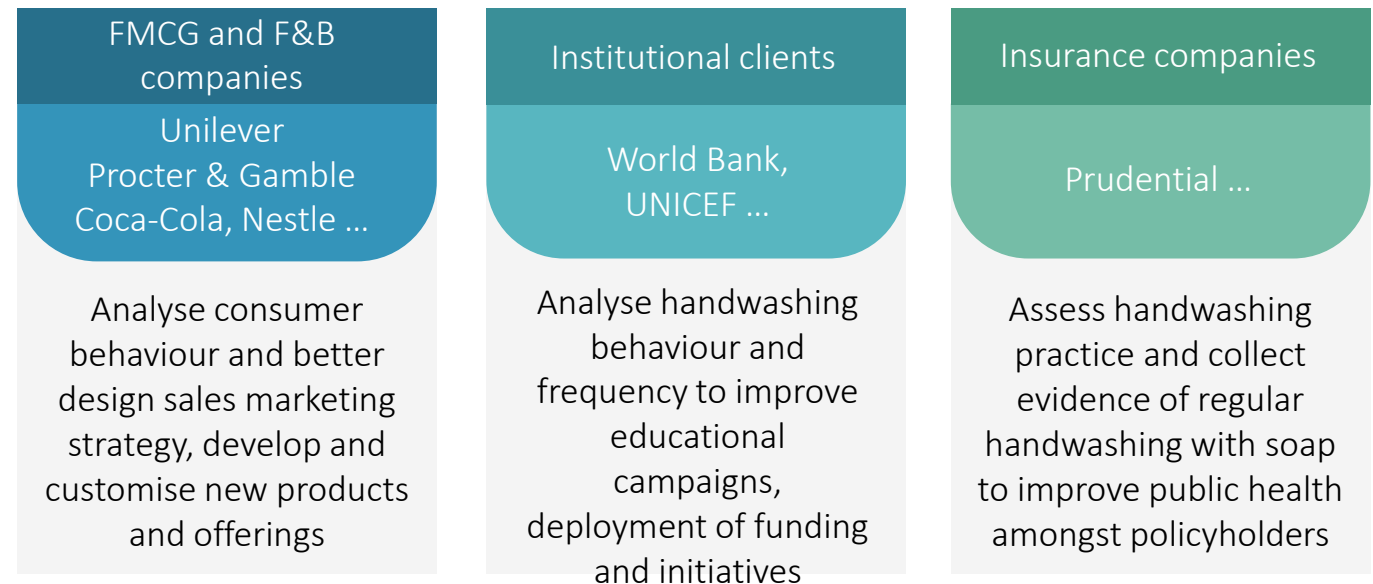 FMCG and F&B
companies
Unilever
Procter & Gamble
Coca-Cola, Nestle ...
Analyse consumer
behaviour and better
design sales marketing
strategy, develop and
customise new products
and offerings
Institutional clients
World Bank,
UNICEF ...
Analyse handwashing
behaviour and
frequency to improve
educational
campaigns,
deployment of funding
and initiatives
Insurance companies
Prudential ...
Assess handwashing
practice and collect
evidence of regular
handwashing with soap
to improve public health
amongst policyholders